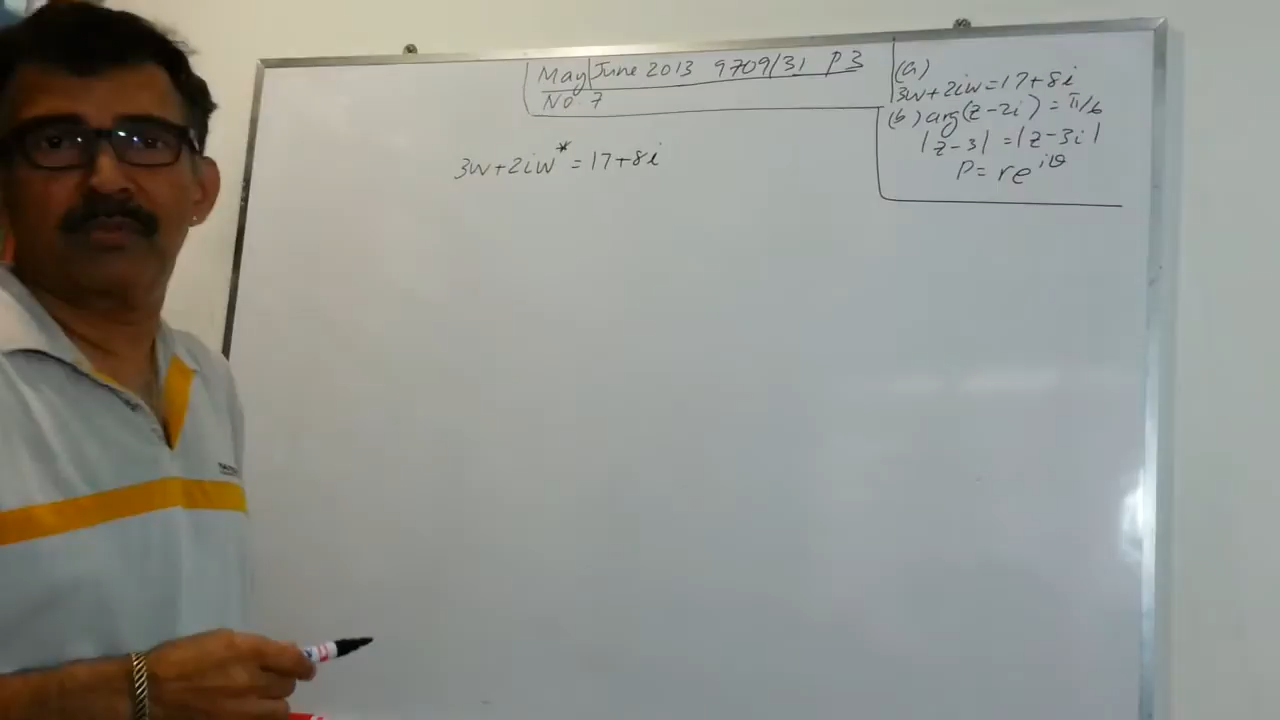 May/June 2013 9709/31 P3
No. 7
(a)
3w+2iw=17+8i
(b) arg(z-2i) = π/6
|z-3| = |z-3i|
P = re^{iθ}
3w+2iw* = 17+8i